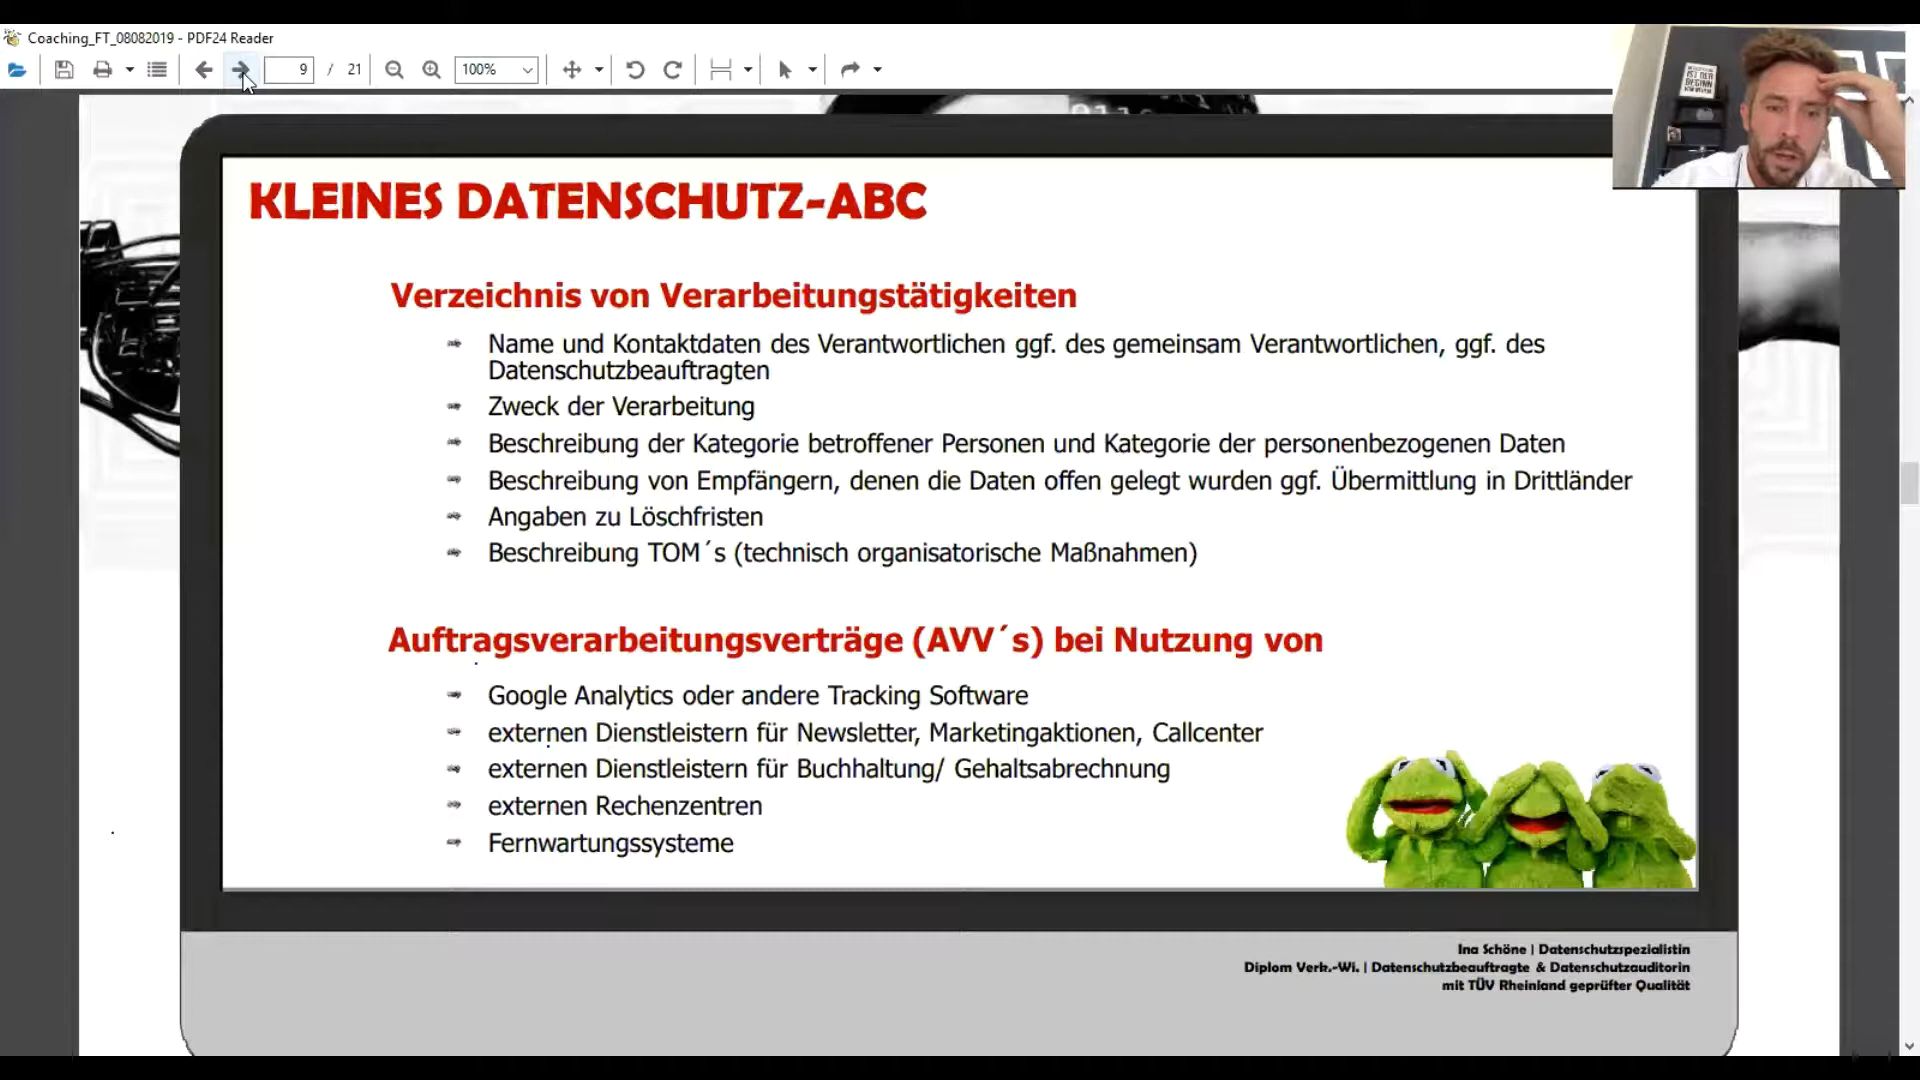 Coaching_FT_08082019 - PDF24 Reader
9 / 21 100%
KLEINES DATENSCHUTZ-ABC
Verzeichnis von Verarbeitungstätigkeiten
Name und Kontaktdaten des Verantwortlichen ggf. des gemeinsam Verantwortlichen, ggf. des
Datenschutzbeauftragten
Zweck der Verarbeitung
Beschreibung der Kategorie betroffener Personen und Kategorie der personenbezogenen Daten
Beschreibung von Empfängern, denen die Daten offen gelegt wurden ggf. Übermittlung in Drittländer
Angaben zu Löschfristen
Beschreibung TOM´s (technisch organisatorische Maßnahmen)
Auftragsverarbeitungsverträge (AVV´s) bei Nutzung von
Google Analytics oder andere Tracking Software
externen Dienstleistern für Newsletter, Marketingaktionen, Callcenter
externen Dienstleistern für Buchhaltung/ Gehaltsabrechnung
externen Rechenzentren
Fernwartungssysteme
Ina Schöne | Datenschutzspezialistin
Diplom Verk.-Wi. | Datenschutzbeauftragte & Datenschutzauditorin
mit TÜV Rheinland geprüfter Qualität
IST DER
BEGINN